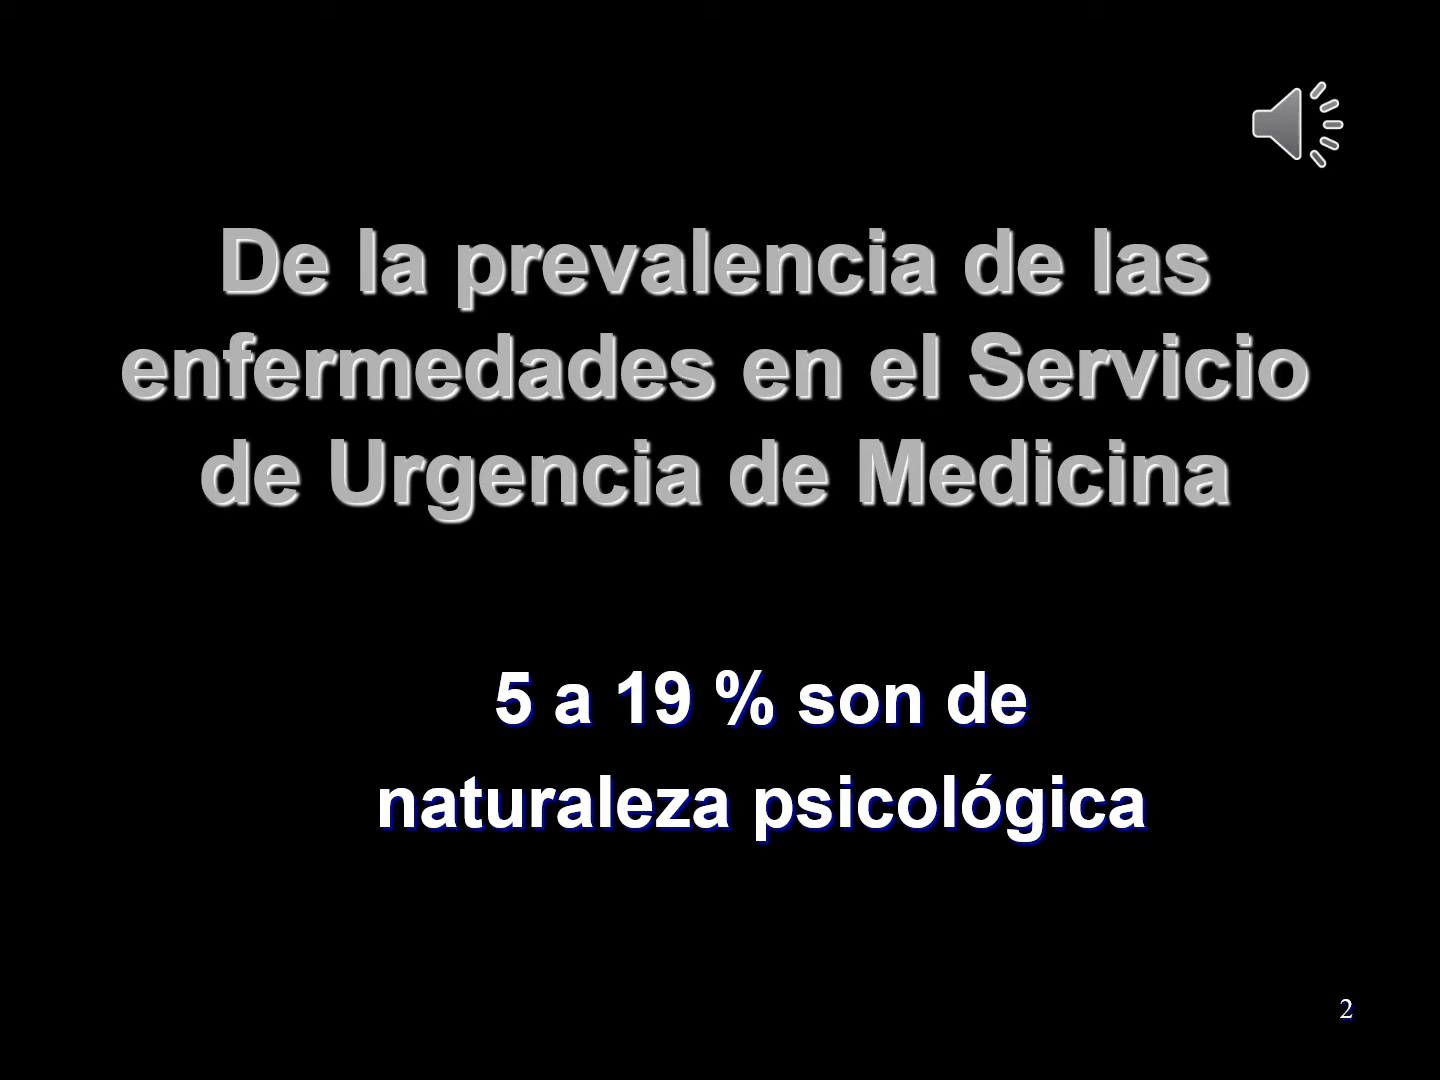 De la prevalencia de las
enfermedades en el Servicio
de Urgencia de Medicina
5 a 19 % son de
naturaleza psicológica
2